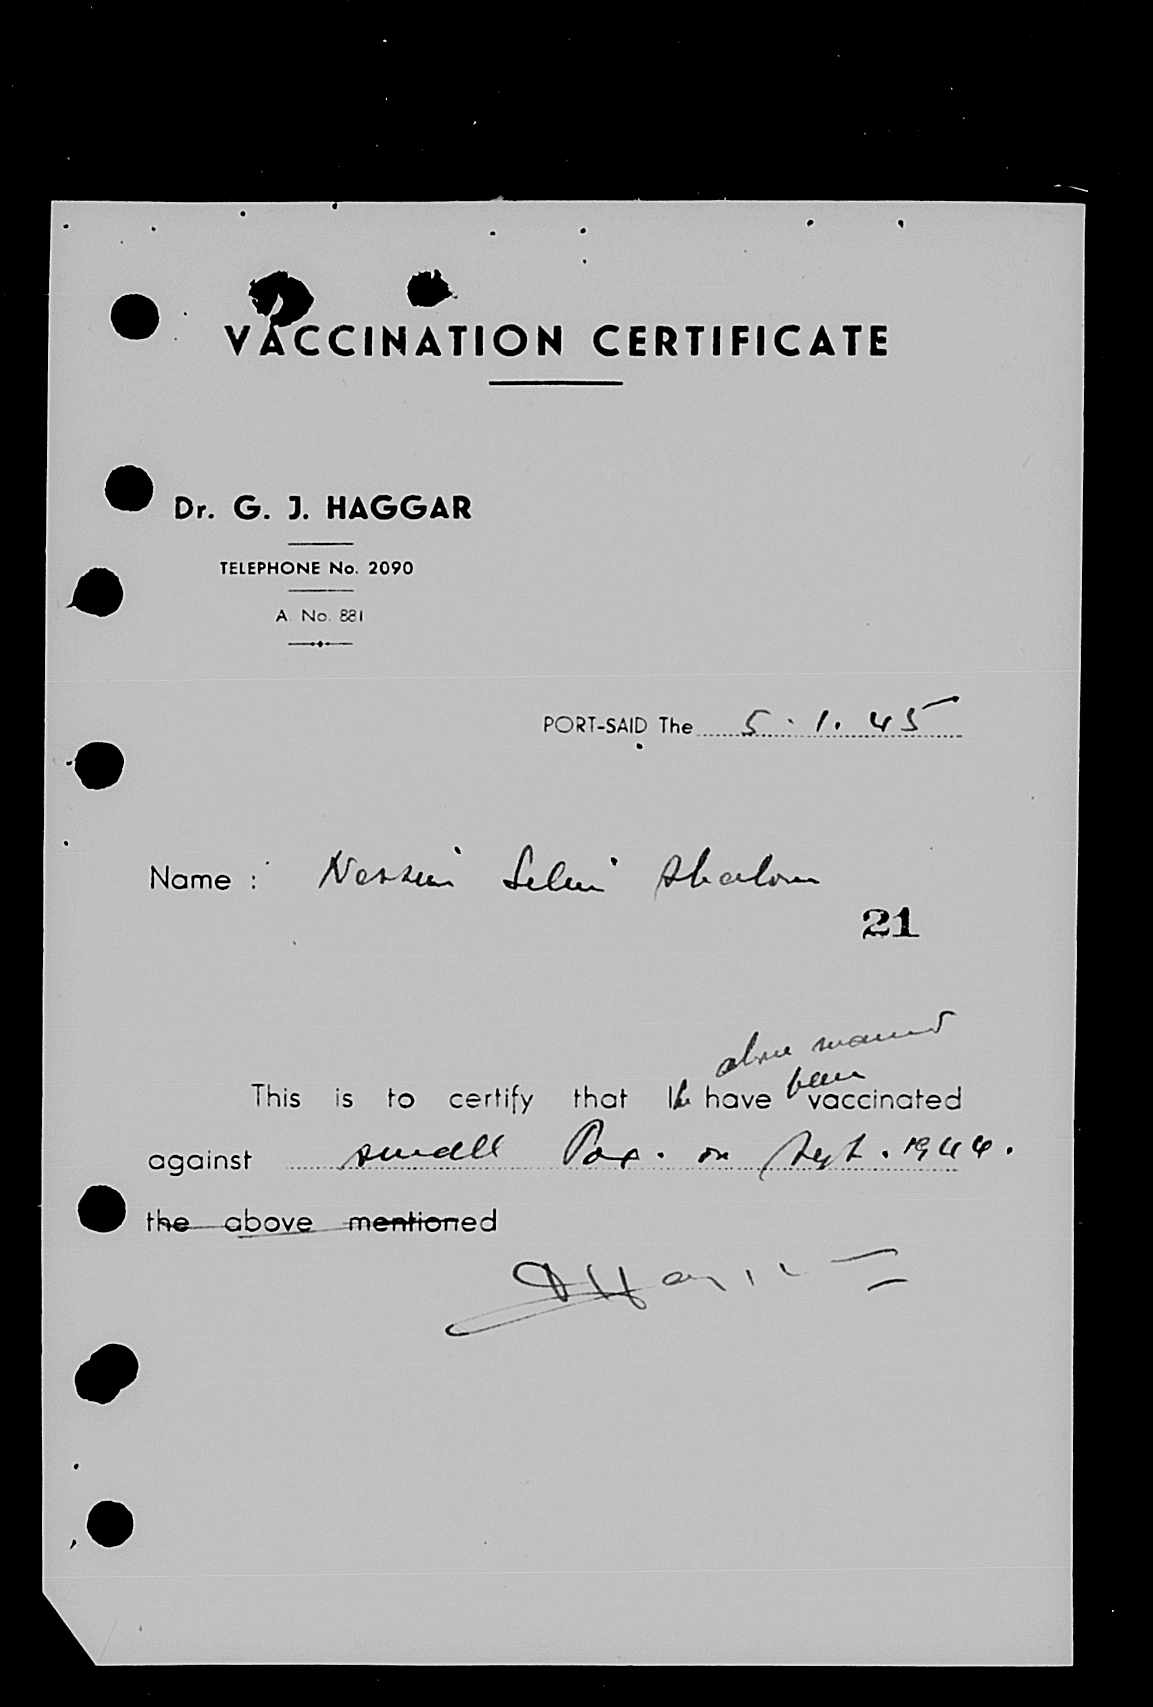 VACCINATION CERTIFICATE
Dr. G. J. HAGGAR
TELEPHONE No. 2090
A. No. 881
PORT-SAID The 5.1.45
Name : Nessim Selim Shalom
21
above named
been
This is to certify that the have vaccinated
against small Pox. on Sept. 1944.
the above mentioned